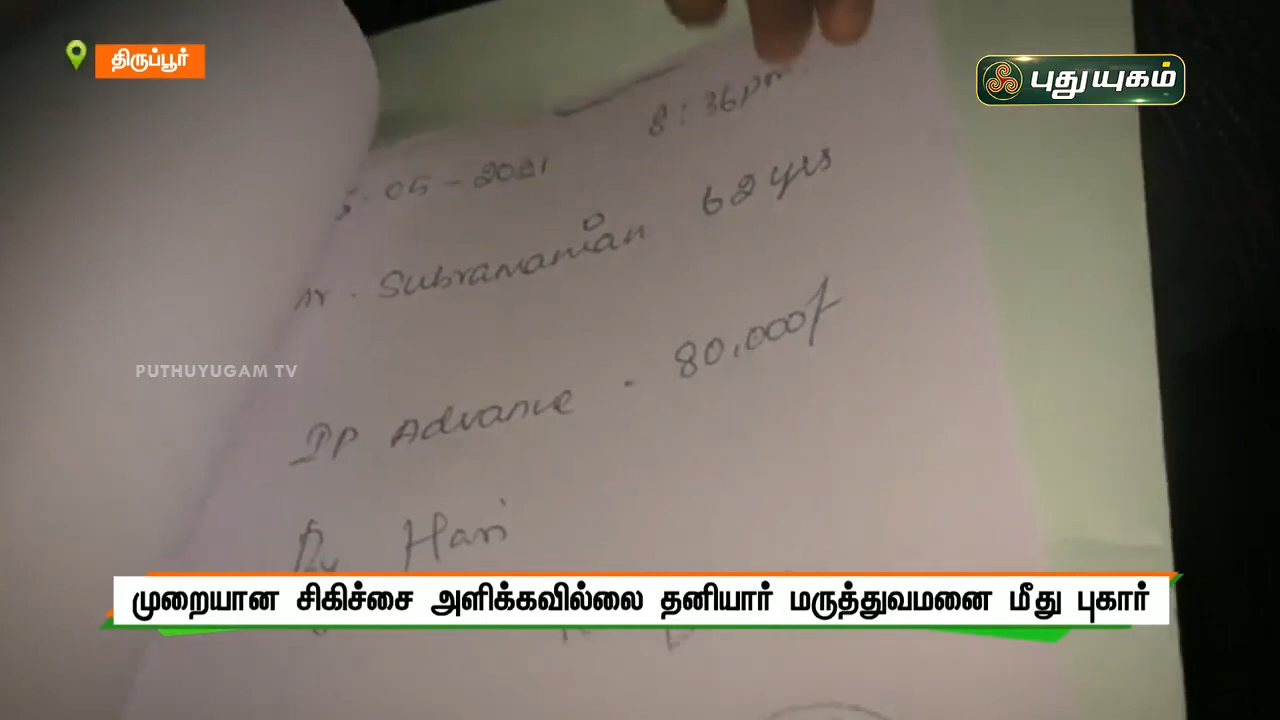 திருப்பூர்
புதுயுகம்
05-2021 8:36pm
Subramanian 62 yrs
PUTHUYUGAM TV
IP Advance - 80,000/-
By Hari
முறையான சிகிச்சை அளிக்கவில்லை தனியார் மருத்துவமனை மீது புகார்